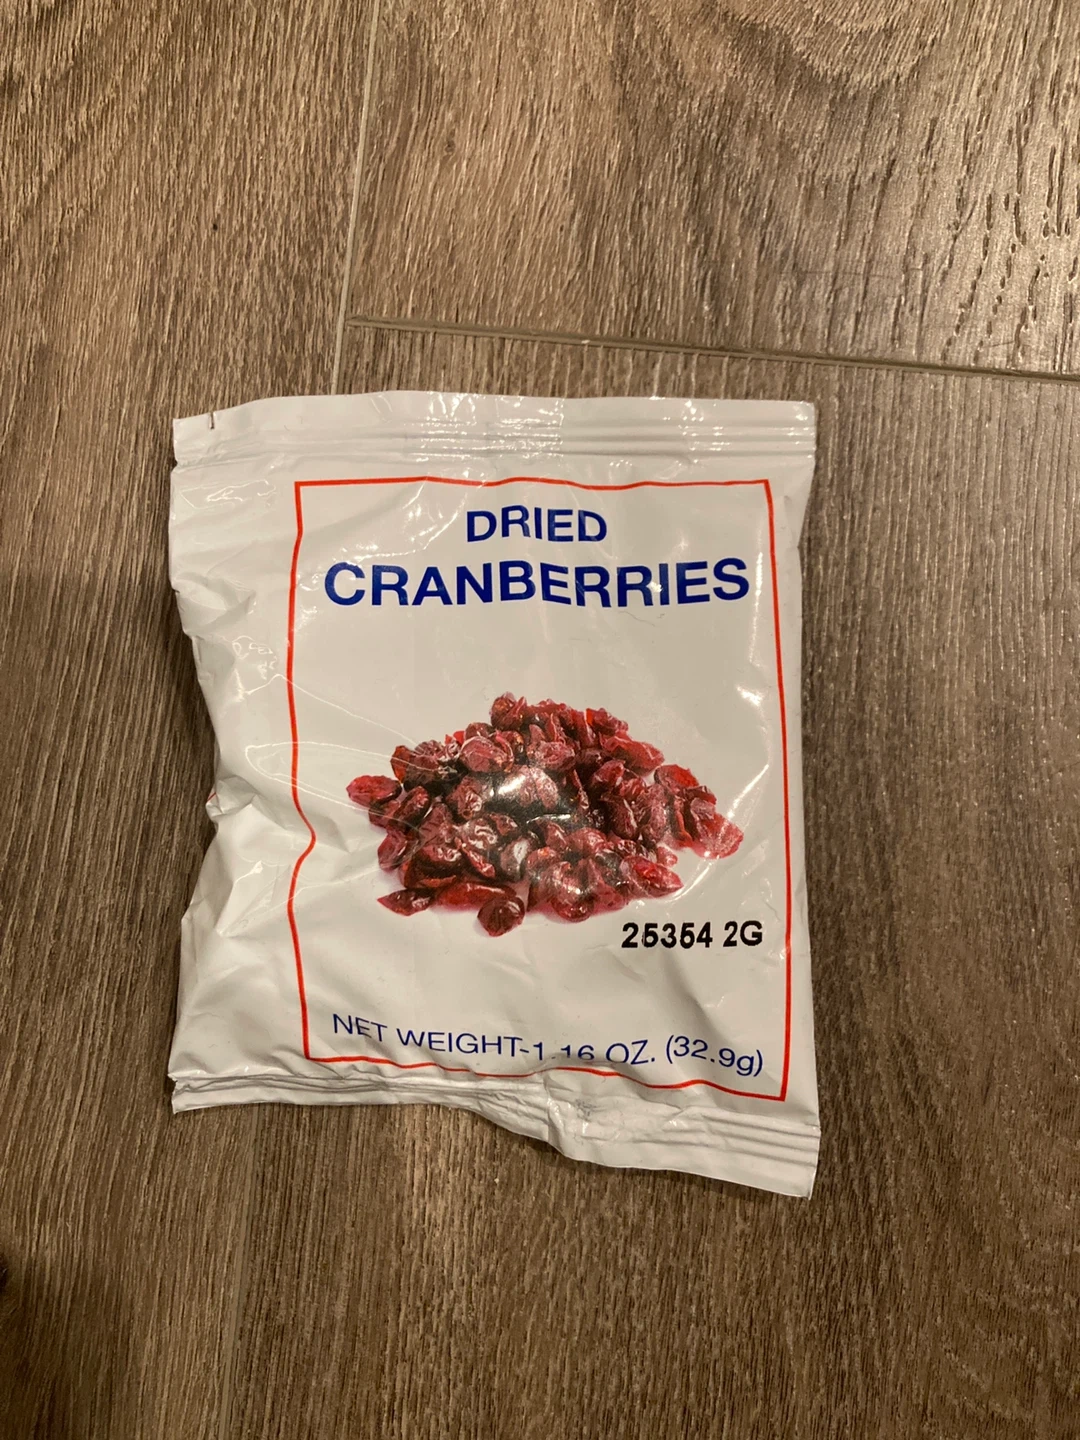 DRIED
CRANBERRIES
25354 2G
NET WEIGHT-1.16 OZ. (32.9g)